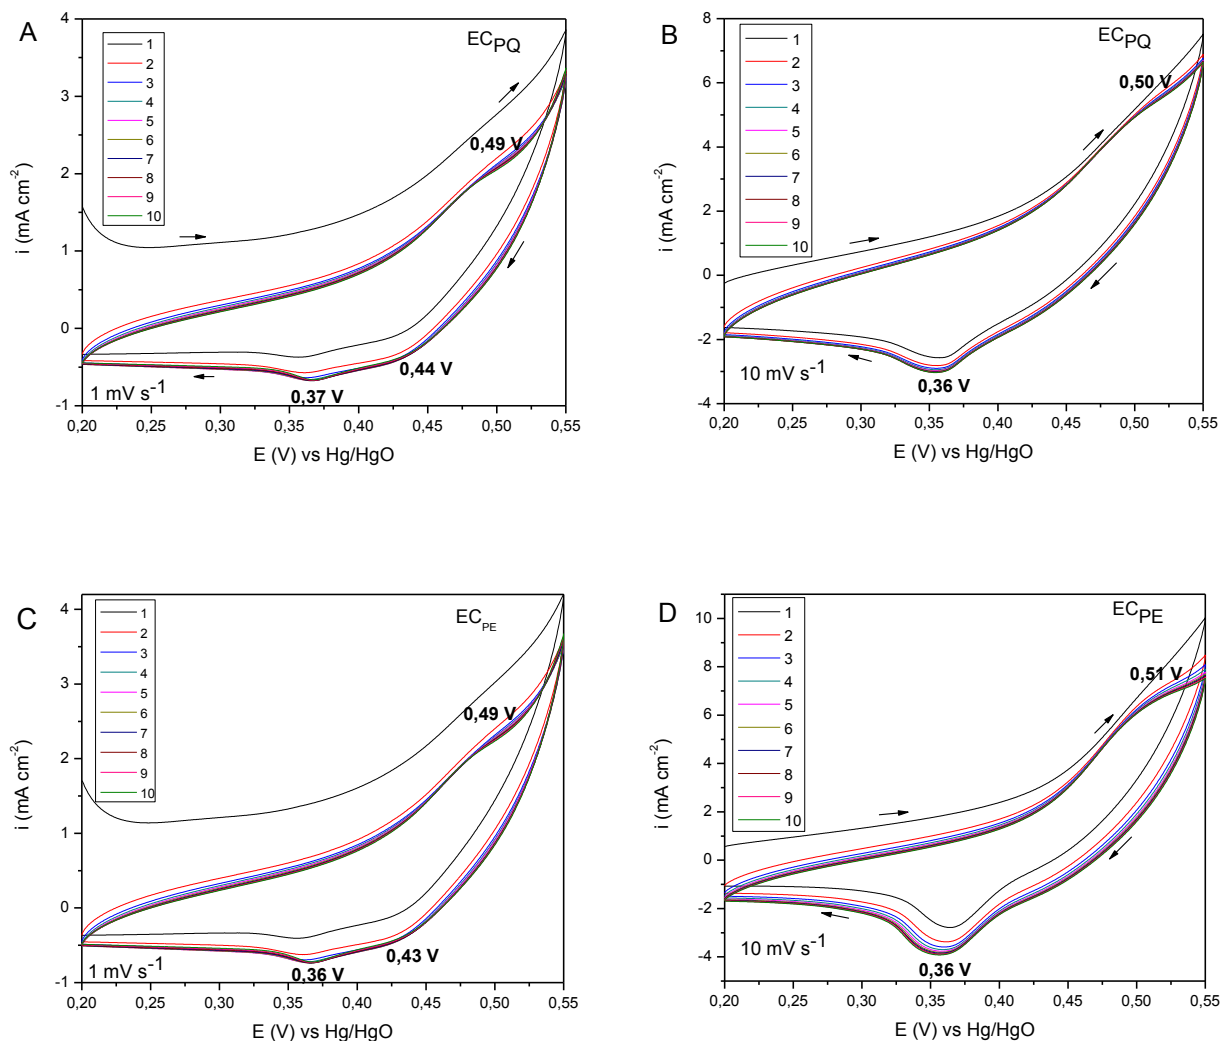 A
EC_PQ
1
2
3
4
5
6
7
8
9
10
4
3
2
1
0
-1
i (mA cm-2)
0,49 V
0,44 V
0,37 V
1 mV s-1
0,20 0,25 0,30 0,35 0,40 0,45 0,50 0,55
E (V) vs Hg/HgO
B
EC_PQ
1
2
3
4
5
6
7
8
9
10
8
6
4
2
0
-2
-4
i (mA cm-2)
0,50 V
0,36 V
10 mV s-1
0,20 0,25 0,30 0,35 0,40 0,45 0,50 0,55
E (V) vs Hg/HgO
C
EC_PE
1
2
3
4
5
6
7
8
9
10
4
3
2
1
0
-1
i (mA cm-2)
0,49 V
0,43 V
0,36 V
1 mV s-1
0,20 0,25 0,30 0,35 0,40 0,45 0,50 0,55
E (V) vs Hg/HgO
D
EC_PE
1
2
3
4
5
6
7
8
9
10
10
8
6
4
2
0
-2
-4
i (mA cm-2)
0,51 V
0,36 V
10 mV s-1
0,20 0,25 0,30 0,35 0,40 0,45 0,50 0,55
E (V) vs Hg/HgO